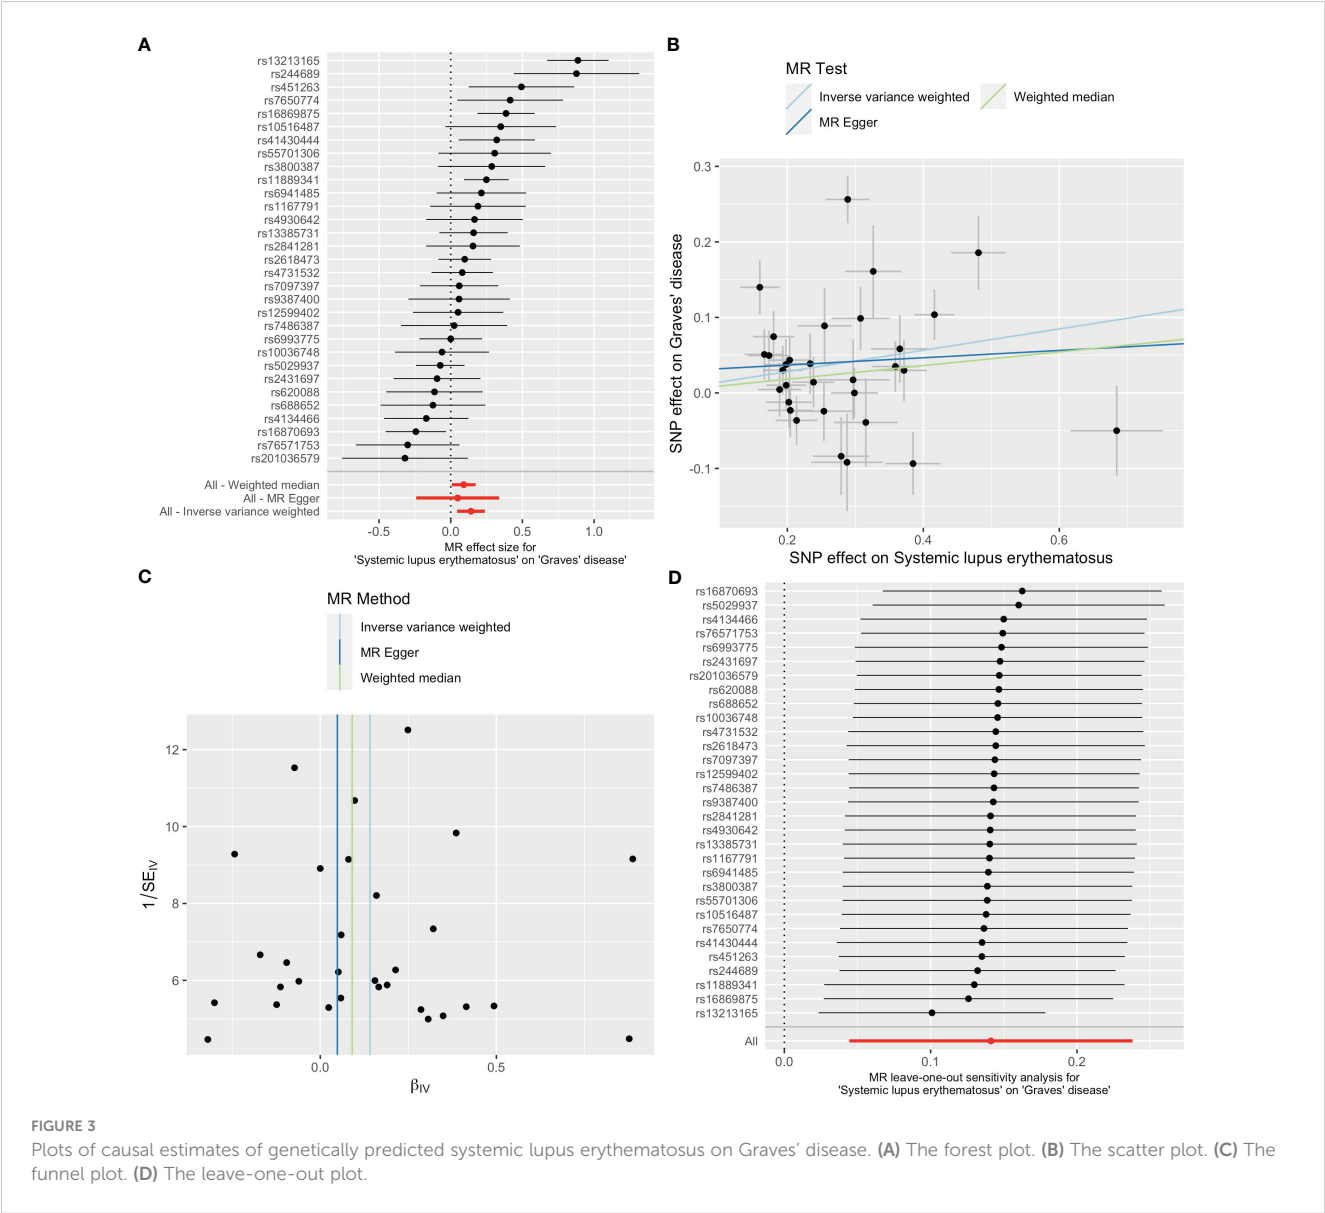 A
rs13213165
rs244689
rs451263
rs7650774
rs16869875
rs10516487
rs41430444
rs55701306
rs3800387
rs11889341
rs6941485
rs1167791
rs4930642
rs13385731
rs2841281
rs2618473
rs4731532
rs7097397
rs9387400
rs12599402
rs7486387
rs6993775
rs10036748
rs5029937
rs2431697
rs620088
rs688652
rs4134466
rs16870693
rs76571753
rs201036579
All - Weighted median
All - MR Egger
All - Inverse variance weighted
-0.5 0.0 0.5 1.0
MR effect size for
'Systemic lupus erythematosus' on 'Graves' disease'
B
MR Test
Inverse variance weighted Weighted median
MR Egger
0.3
0.2
0.1
0.0
-0.1
SNP effect on Graves' disease
0.2 0.4 0.6
SNP effect on Systemic lupus erythematosus
C
MR Method
Inverse variance weighted
MR Egger
Weighted median
12
10
8
6
1/SEIV
0.0 0.5
βIV
D
rs16870693
rs5029937
rs4134466
rs76571753
rs6993775
rs2431697
rs201036579
rs620088
rs688652
rs10036748
rs4731532
rs2618473
rs7097397
rs12599402
rs7486387
rs9387400
rs2841281
rs4930642
rs13385731
rs1167791
rs6941485
rs3800387
rs55701306
rs10516487
rs7650774
rs41430444
rs451263
rs244689
rs11889341
rs16869875
rs13213165
All
0.0 0.1 0.2
MR leave-one-out sensitivity analysis for
'Systemic lupus erythematosus' on 'Graves' disease'
FIGURE 3
Plots of causal estimates of genetically predicted systemic lupus erythematosus on Graves' disease. (A) The forest plot. (B) The scatter plot. (C) The
funnel plot. (D) The leave-one-out plot.